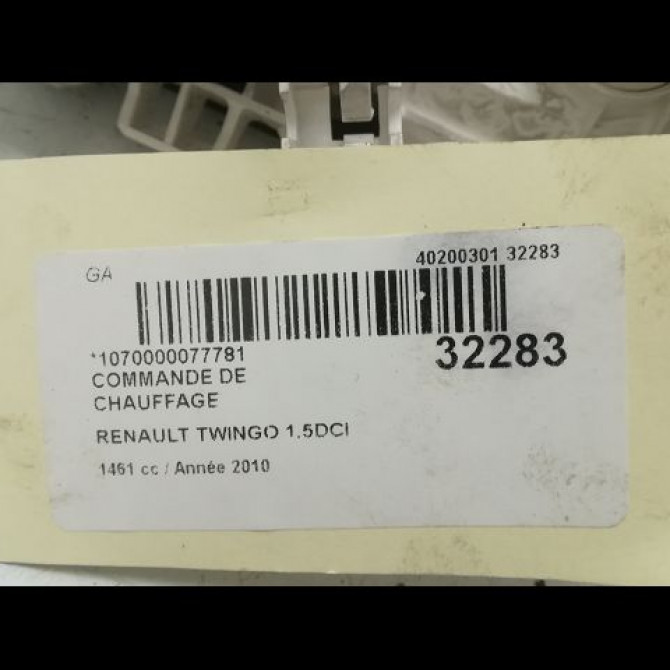 GA
40200301 32283
*1070000077781
32283
COMMANDE DE
CHAUFFAGE
RENAULT TWINGO 1.5DCI
1461 cc / Année 2010